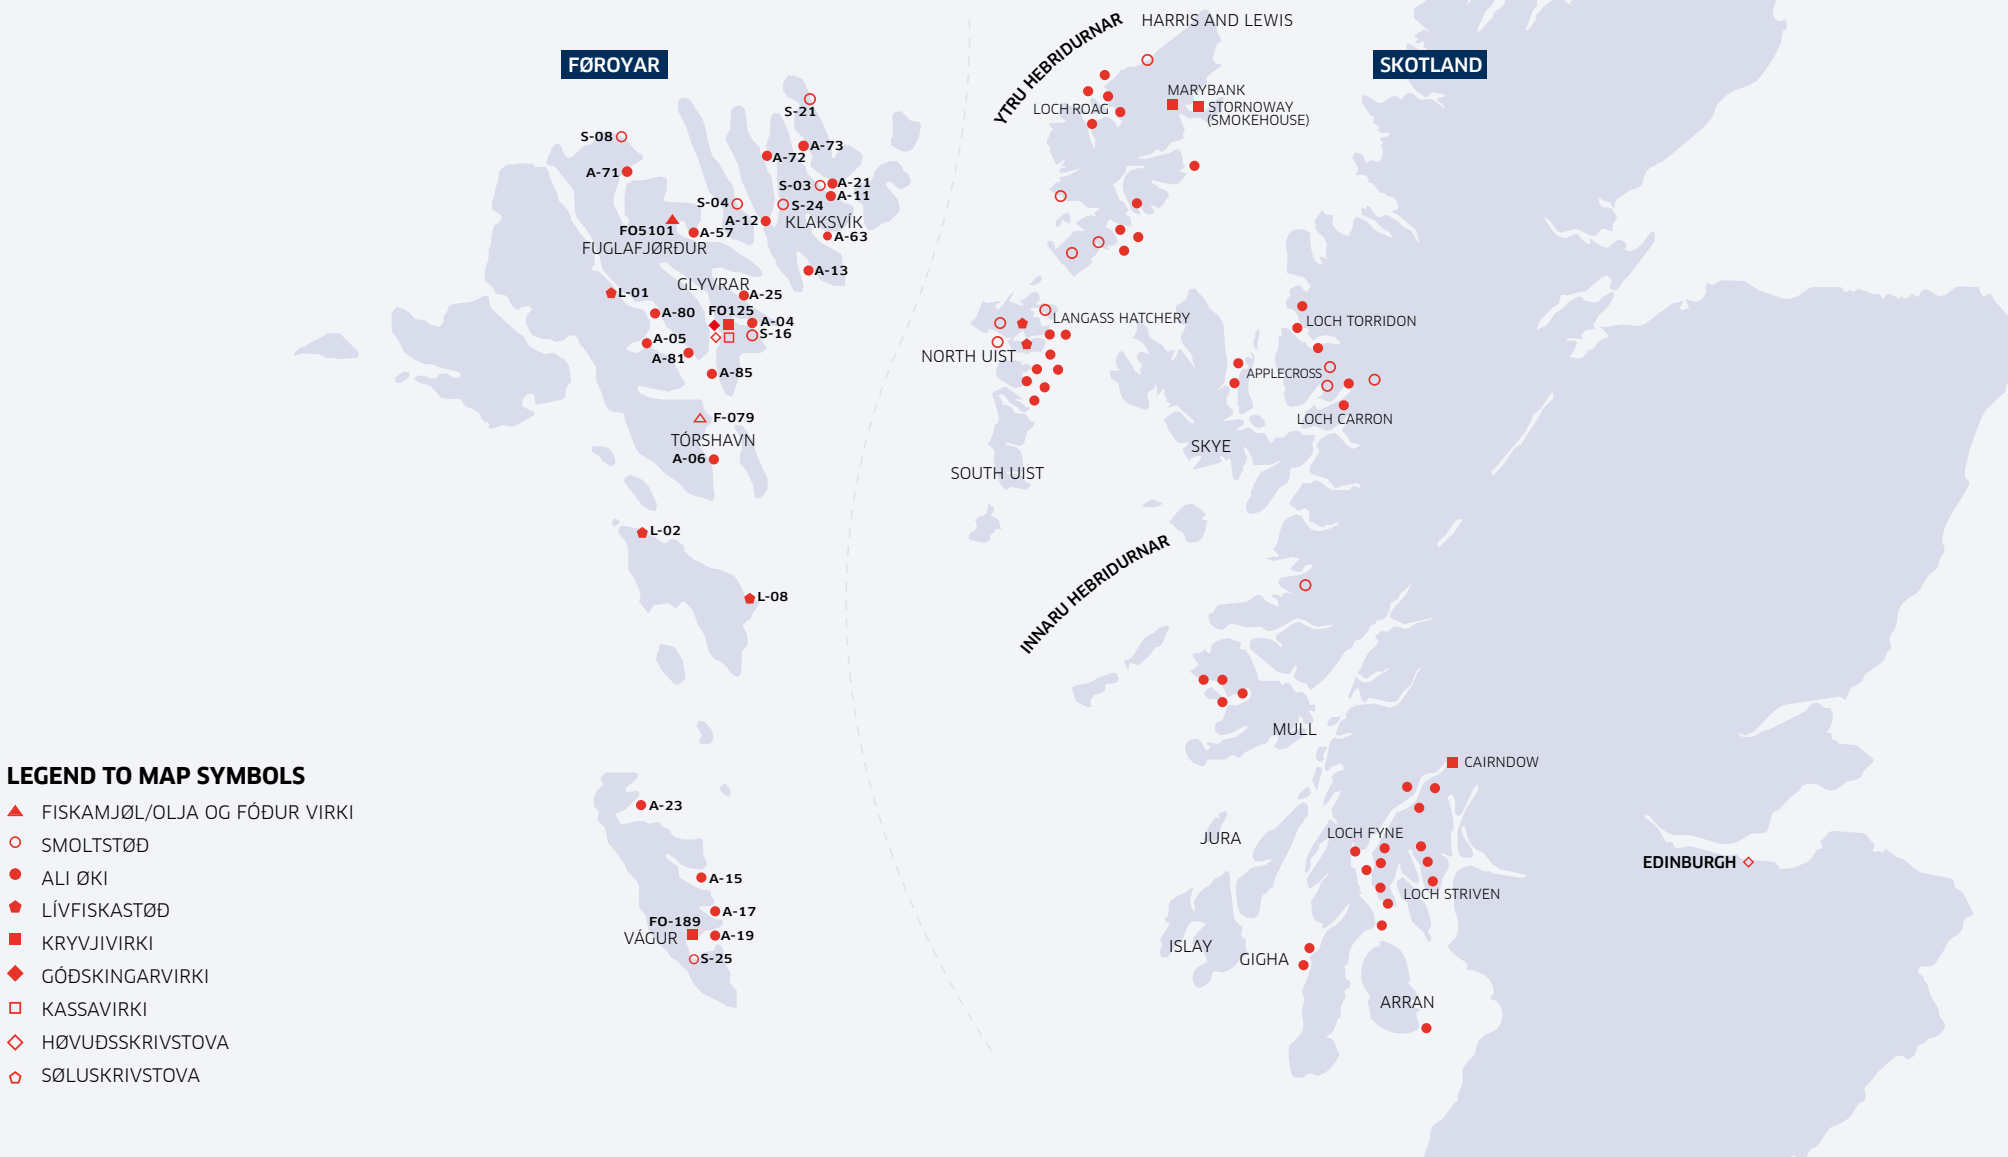 FØROYAR
S-21
S-08
A-73
A-72
A-71
S-03
A-21
A-11
S-04
S-24
A-12
KLAKSVÍK
FO5101
A-57
A-63
FUGLAFJØRÐUR
A-13
GLYVRAR
L-01
A-25
A-80
FO125
A-04
S-16
A-05
A-81
A-85
F-079
TÓRSHAVN
A-06
L-02
L-08
A-23
A-15
A-17
FO-189
VÁGUR
A-19
S-25
YTRU HEBRIDURNAR
HARRIS AND LEWIS
SKOTLAND
MARYBANK
LOCH ROAG
STORNOWAY
(SMOKEHOUSE)
LANGASS HATCHERY
NORTH UIST
LOCH TORRIDON
APPLECROSS
LOCH CARRON
SKYE
SOUTH UIST
INNARU HEBRIDURNAR
MULL
CAIRNDOW
JURA
LOCH FYNE
EDINBURGH
LOCH STRIVEN
ISLAY
GIGHA
ARRAN
LEGEND TO MAP SYMBOLS
FISKAMJØL/OLJA OG FÓÐUR VIRKI
SMOLTSTØÐ
ALI ØKI
LÍVFISKASTØÐ
KRYVJIVIRKI
GÓÐSKINGARVIRKI
KASSAVIRKI
HØVUÐSSKRIVSTOVA
SØLUSKRIVSTOVA